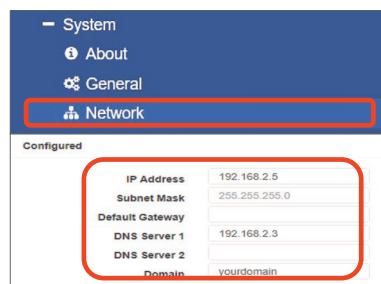 System
About
General
Network
Configured
IP Address 192.168.2.5
Subnet Mask 255.255.255.0
Default Gateway
DNS Server 1 192.168.2.3
DNS Server 2
Domain yourdomain